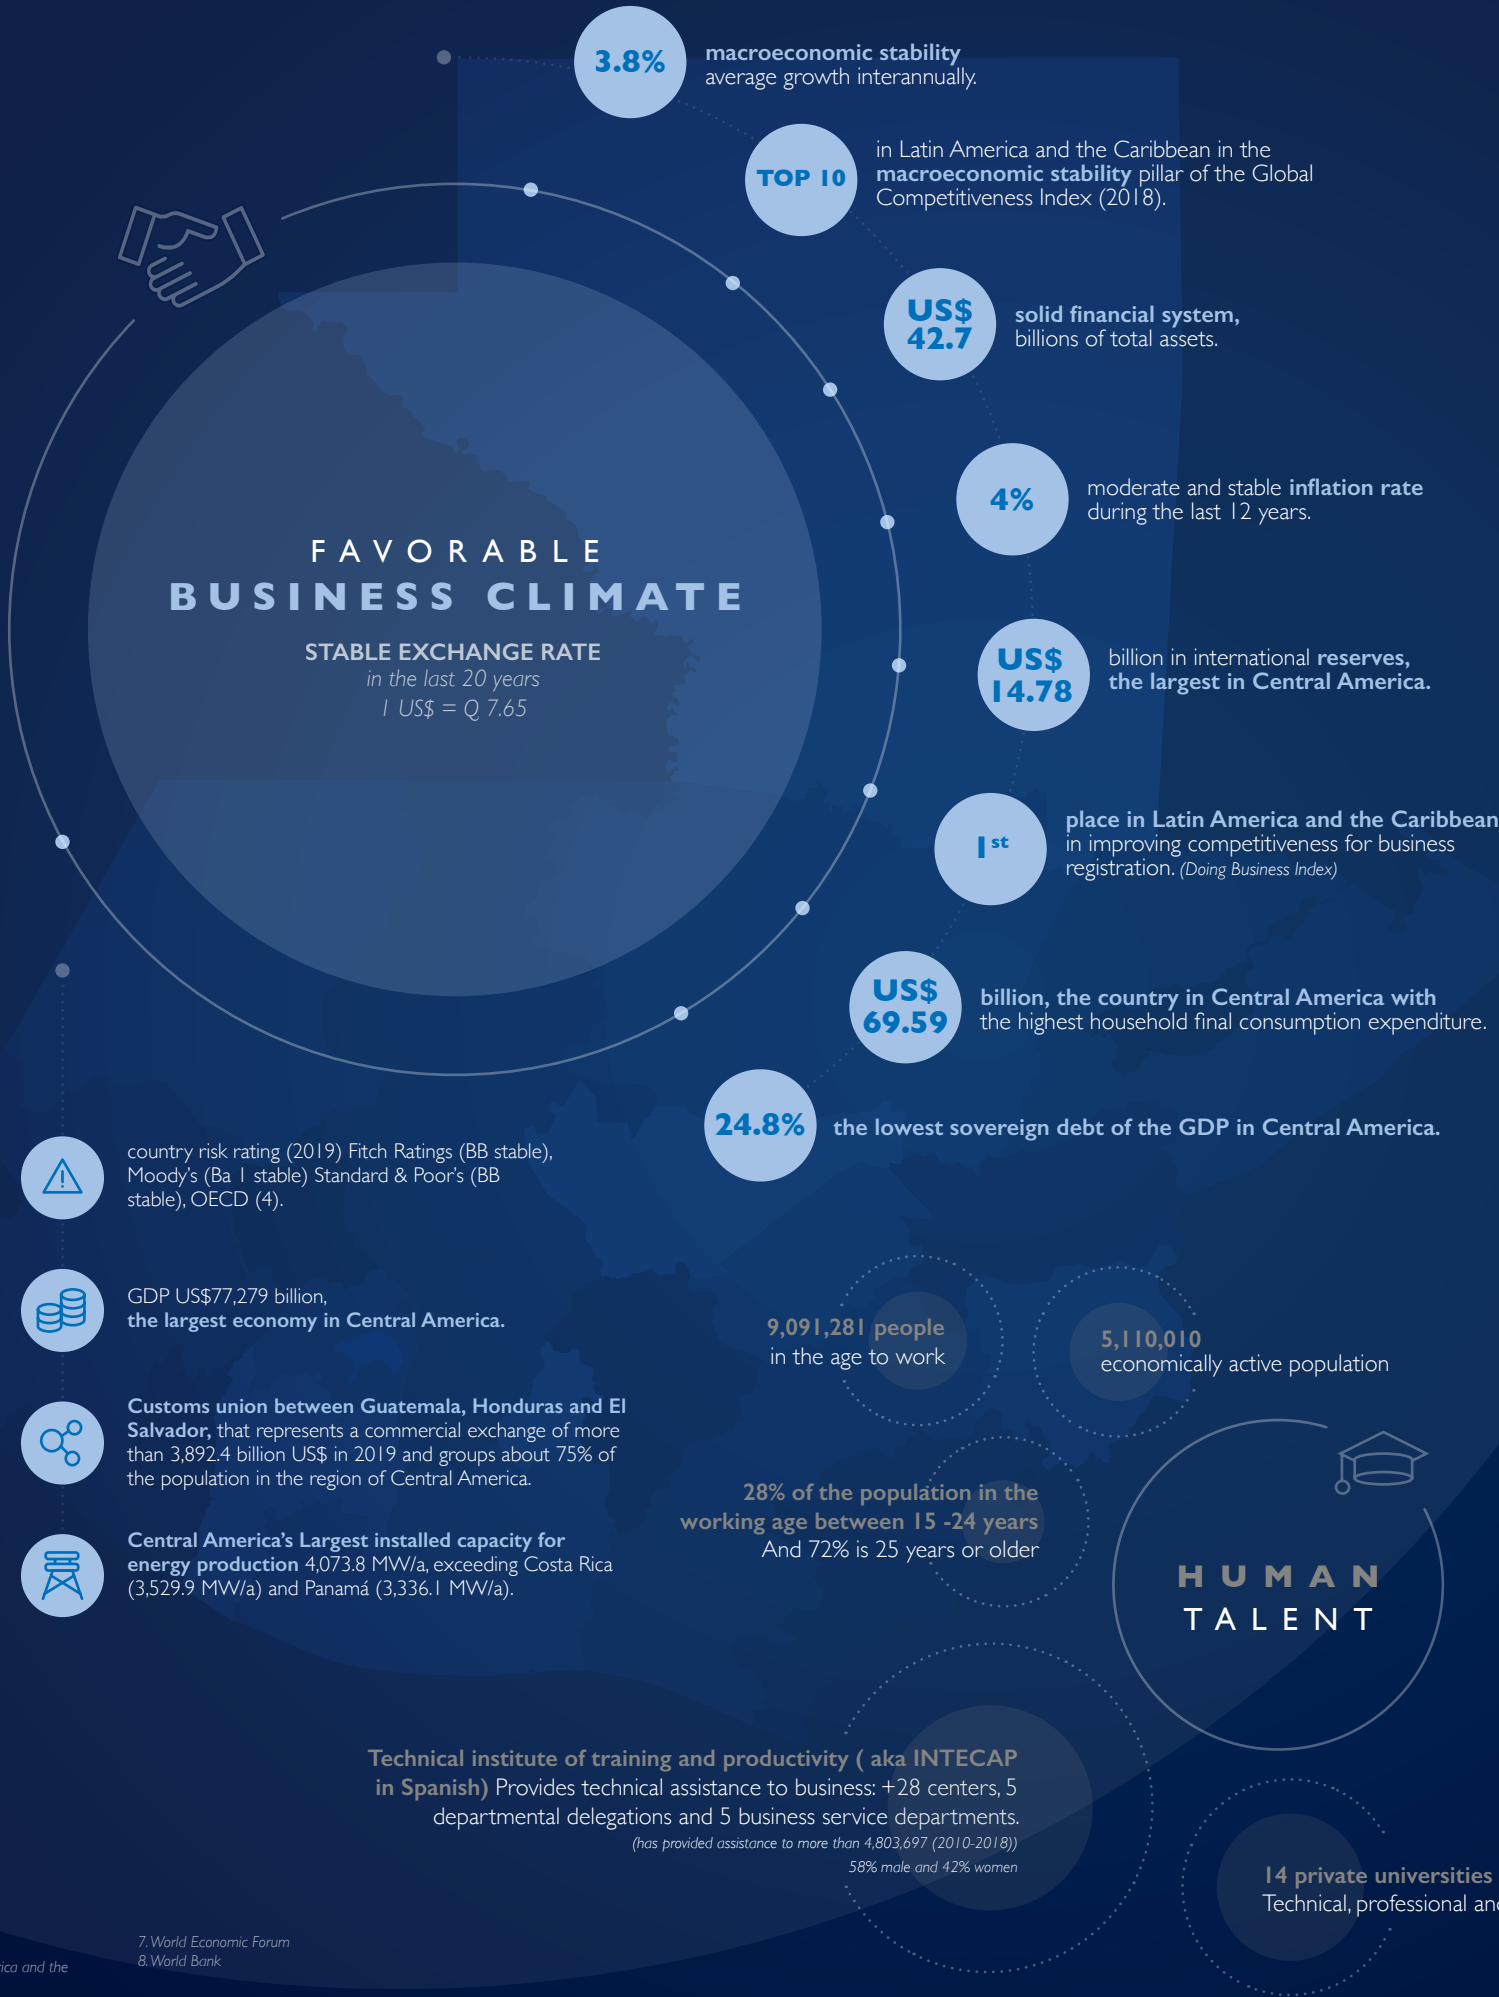 3.8%
macroeconomic stability
average growth interannually.
TOP 10
in Latin America and the Caribbean in the
macroeconomic stability pillar of the Global
Competitiveness Index (2018).
US$
42.7
solid financial system,
billions of total assets.
4%
moderate and stable inflation rate
during the last 12 years.
FAVORABLE
BUSINESS CLIMATE
STABLE EXCHANGE RATE
in the last 20 years
1 US$ = Q 7.65
US$
14.78
billion in international reserves,
the largest in Central America.
1st
place in Latin America and the Caribbean
in improving competitiveness for business
registration. (Doing Business Index)
US$
69.59
billion, the country in Central America with
the highest household final consumption expenditure.
24.8%
the lowest sovereign debt of the GDP in Central America.
country risk rating (2019) Fitch Ratings (BB stable),
Moody's (Ba 1 stable) Standard & Poor's (BB
stable), OECD (4).
GDP US$77,279 billion,
the largest economy in Central America.
Customs union between Guatemala, Honduras and El
Salvador, that represents a commercial exchange of more
than 3,892.4 billion US$ in 2019 and groups about 75% of
the population in the region of Central America.
Central America's Largest installed capacity for
energy production 4,073.8 MW/a, exceeding Costa Rica
(3,529.9 MW/a) and Panamá (3,336.1 MW/a).
9,091,281 people
in the age to work
5,110,010
economically active population
28% of the population in the
working age between 15 -24 years
And 72% is 25 years or older
HUMAN
TALENT
Technical institute of training and productivity ( aka INTECAP
in Spanish) Provides technical assistance to business: +28 centers, 5
departmental delegations and 5 business service departments.
(has provided assistance to more than 4,803,697 (2010-2018))
58% male and 42% women
14 private universities
Technical, professional and
7. World Economic Forum
8. World Bank
rica and the